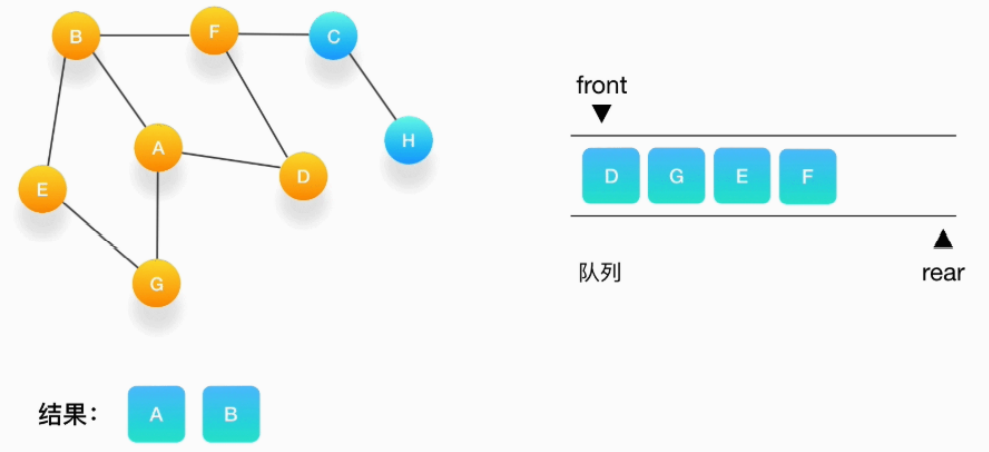 B F C
front
A H
E D D G E F
G
队列 rear
结果： A B